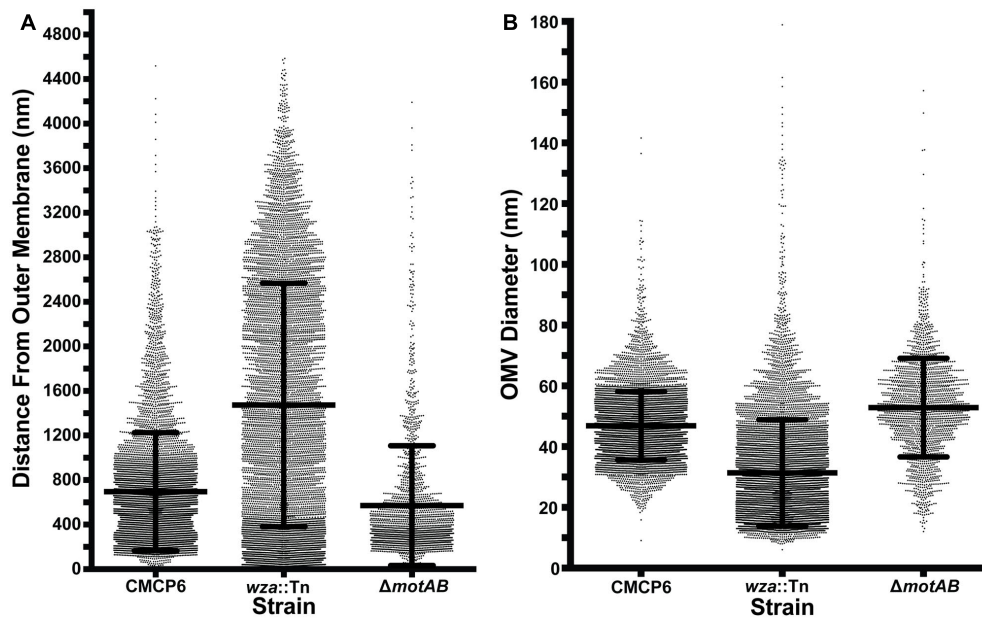 A
Distance From Outer Membrane (nm)
4800
4400
4000
3600
3200
2800
2400
2000
1600
1200
800
400
0
CMCP6
wza::Tn
ΔmotAB
Strain
B
OMV Diameter (nm)
180
160
140
120
100
80
60
40
20
0
CMCP6
wza::Tn
ΔmotAB
Strain